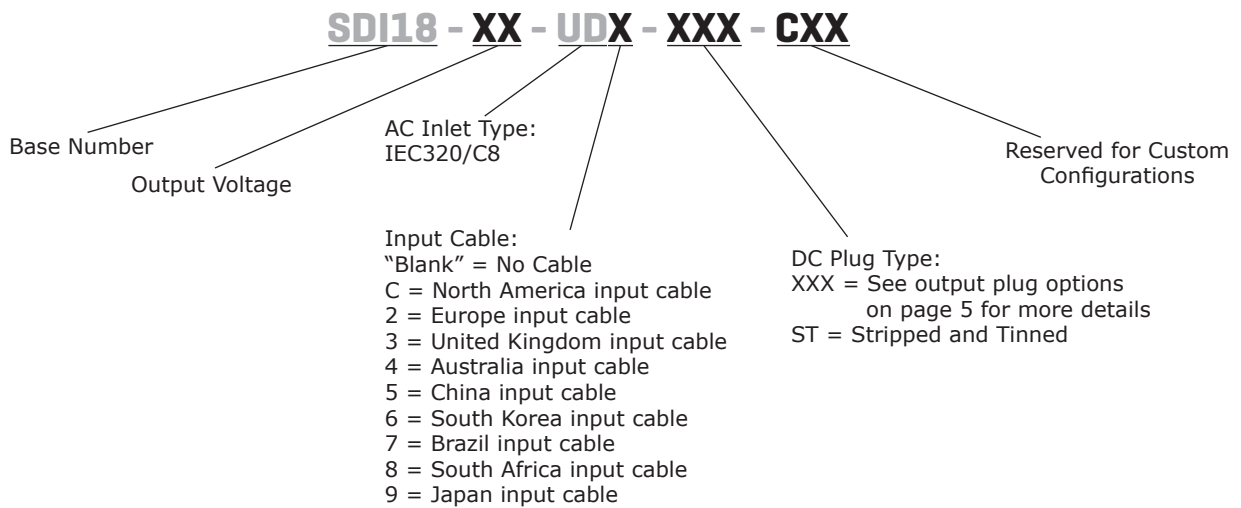 SDI18 - XX - UDX - XXX - CXX
Base Number
Output Voltage
AC Inlet Type:
IEC320/C8
Input Cable:
“Blank” = No Cable
C = North America input cable
2 = Europe input cable
3 = United Kingdom input cable
4 = Australia input cable
5 = China input cable
6 = South Korea input cable
7 = Brazil input cable
8 = South Africa input cable
9 = Japan input cable
DC Plug Type:
XXX = See output plug options
on page 5 for more details
ST = Stripped and Tinned
Reserved for Custom
Configurations